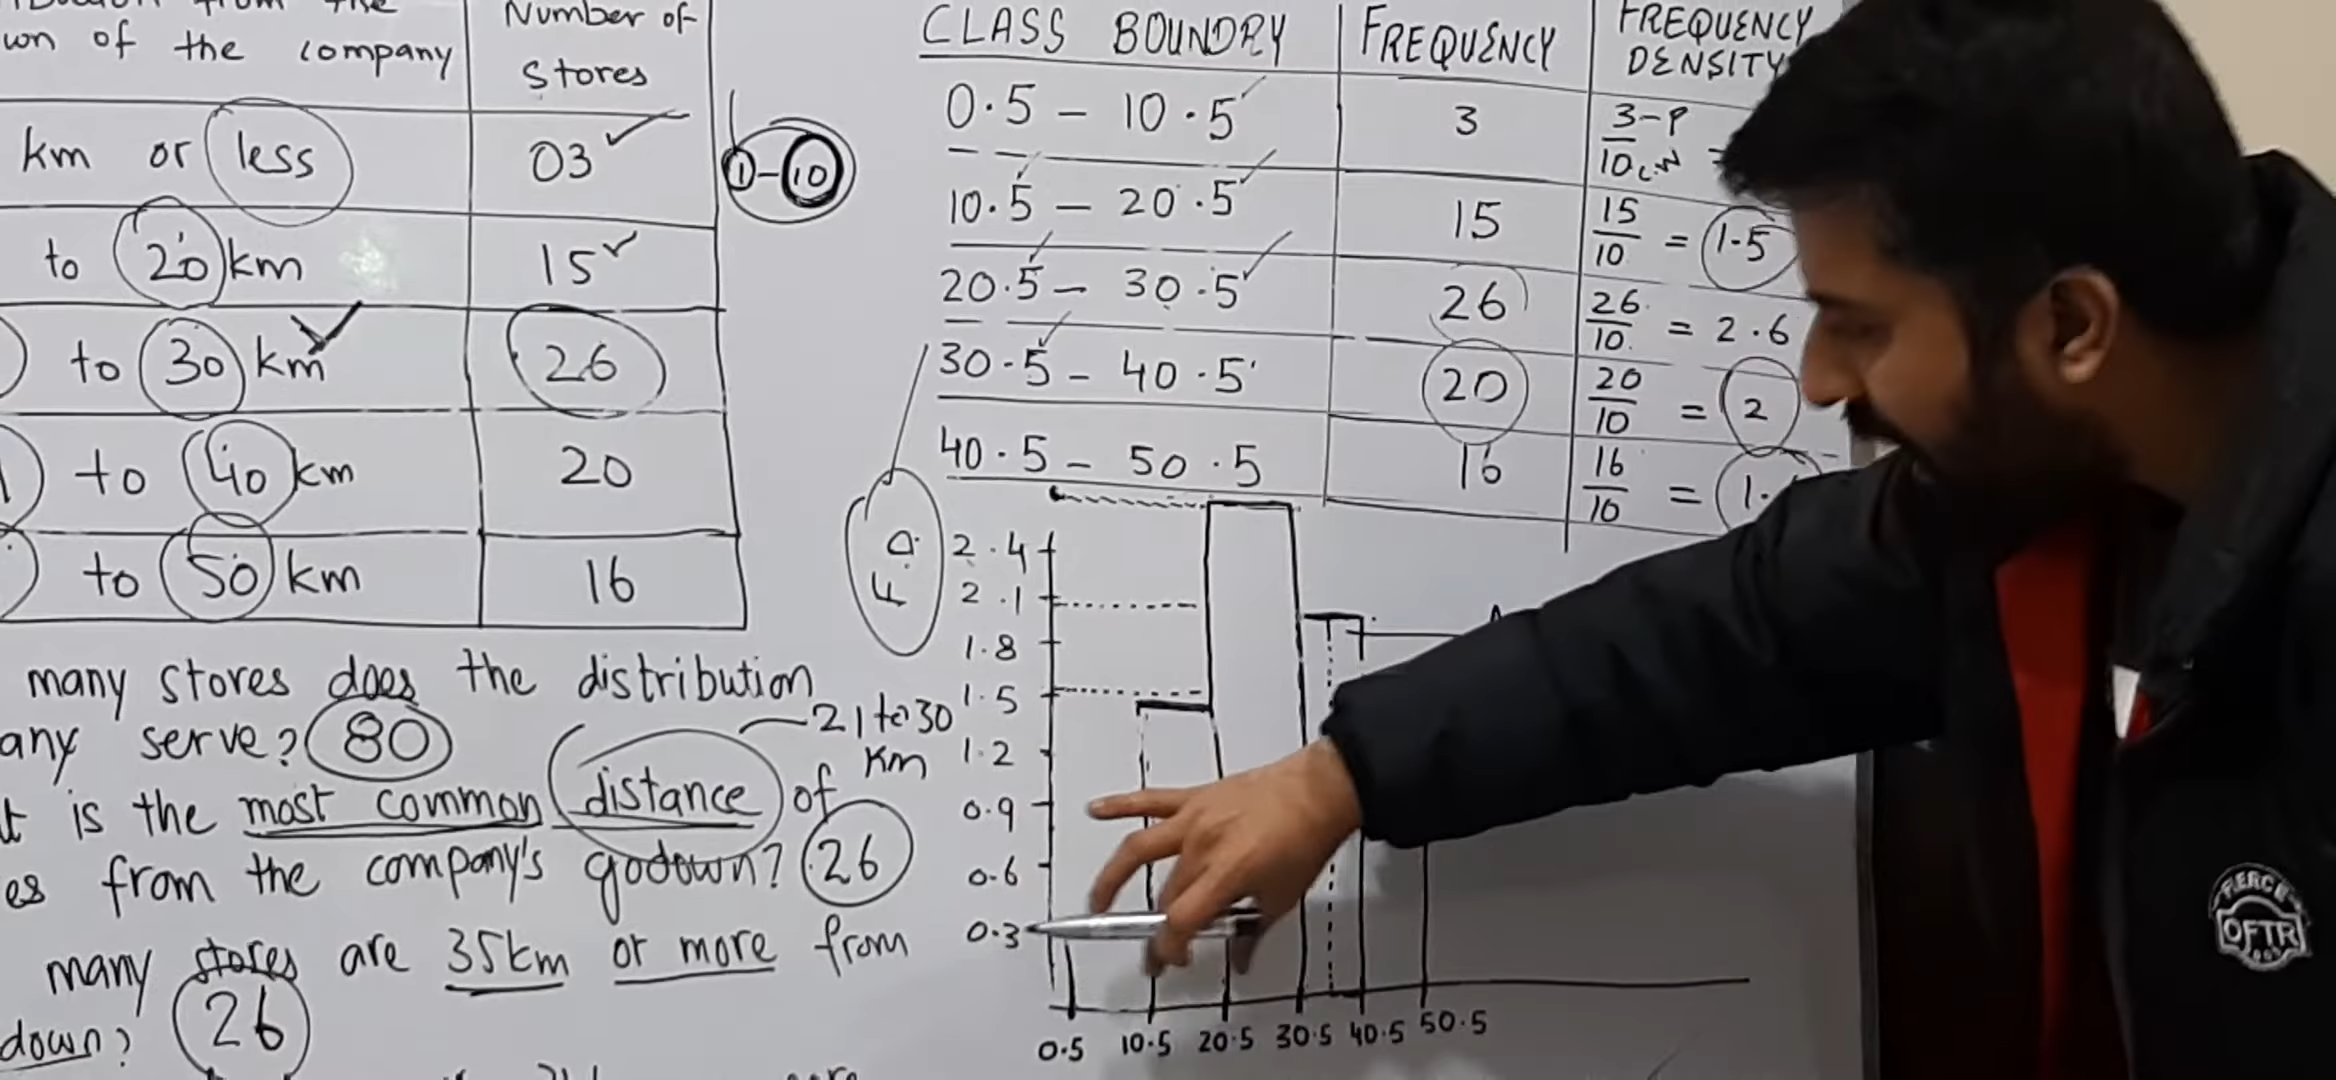 the
own of the company
Number of
stores
km or less
03
to 20 km
15
to 30 km
26
to 40 km
20
to 50 km
16
1-10
CLASS BOUNDRY
FREQUENCY
FREQUENCY
DENSITY
0.5 - 10.5
3
3-P
10 C.W
10.5 - 20.5
15
15/10 = 1.5
20.5 - 30.5
26
26/10 = 2.6
30.5 - 40.5
20
20/10 = 2
40.5 - 50.5
16
16/10 = 1.
many stores does the distribution
any serve? 80
21 to 30
km
is the most common distance of
es from the company's godown? 26
many stores are 35km or more from
down? 26
2.4
2.1
1.8
1.5
1.2
0.9
0.6
0.3
0.5 10.5 20.5 30.5 40.5 50.5
FIERCE
OFTR